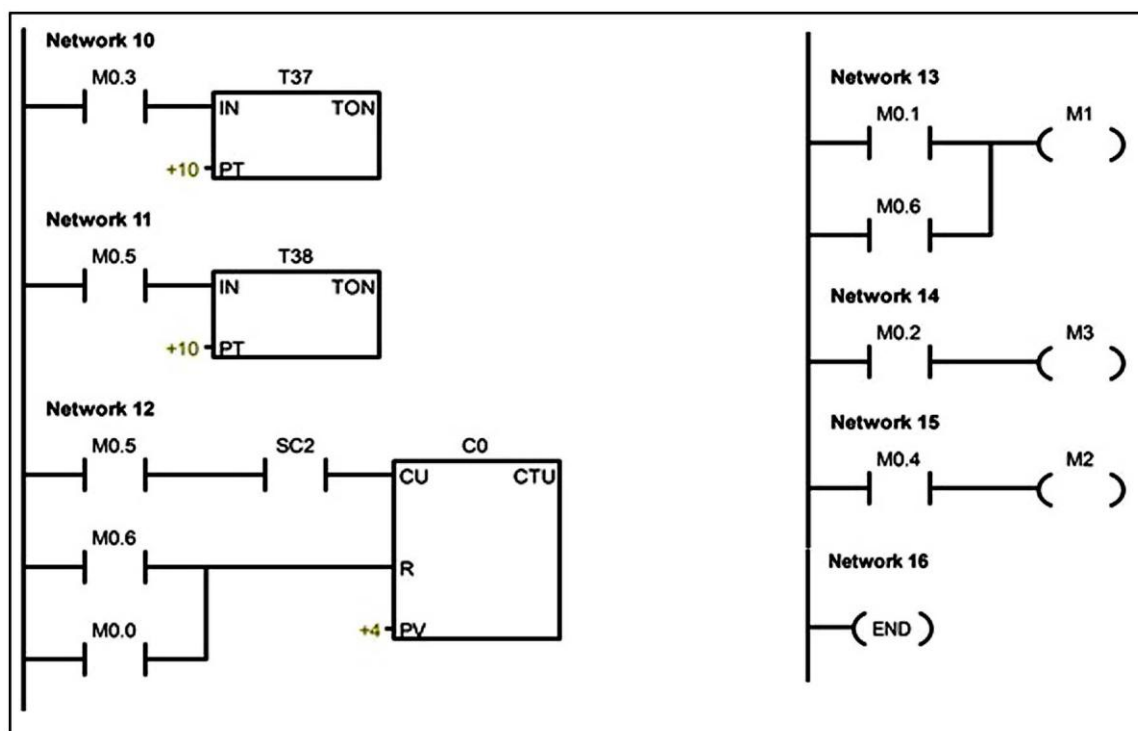 Network 10
M0.3
T37
IN TON
+10 PT
Network 11
M0.5
T38
IN TON
+10 PT
Network 12
M0.5 SC2 C0
CU CTU
M0.6
R
M0.0
+4 PV
Network 13
M0.1 M1
M0.6
Network 14
M0.2 M3
Network 15
M0.4 M2
Network 16
END